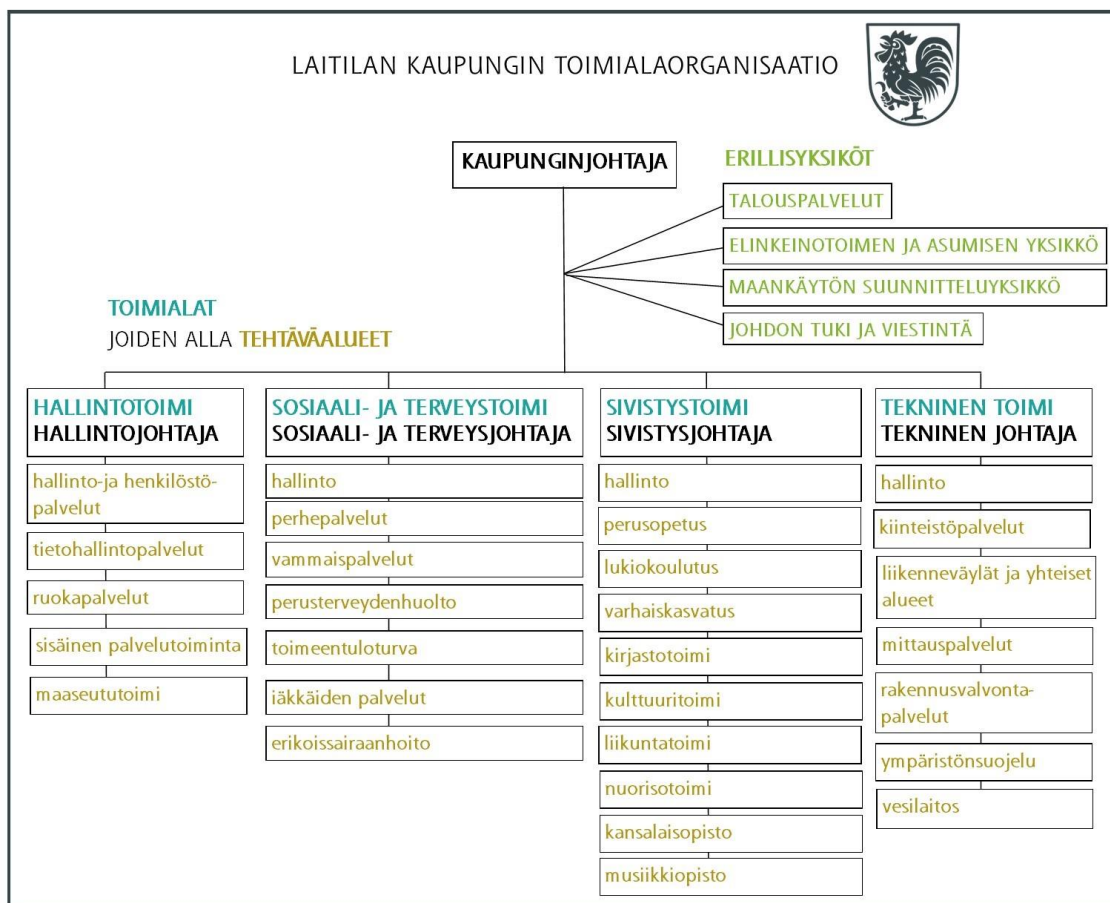 LAITILAN KAUPUNGIN TOIMIALAORGANISAATIO
KAUPUNGINJOHTAJA
ERILLISYKSIKÖT
TALOUSPALVELUT
ELINKEINOTOIMEN JA ASUMISEN YKSIKKÖ
MAANKÄYTÖN SUUNNITTELUYKSIKKÖ
JOHDON TUKI JA VIESTINTÄ
TOIMIALAT
JOIDEN ALLA TEHTÄVÄALUEET
HALLINTOTOIMI
HALLINTOJOHTAJA
hallinto-ja henkilöstö-
palvelut
tietohallintopalvelut
ruokapalvelut
sisäinen palvelutoiminta
maaseututoimi
SOSIAALI- JA TERVEYSTOIMI
SOSIAALI- JA TERVEYSJOHTAJA
hallinto
perhepalvelut
vammaispalvelut
perusterveydenhuolto
toimeentuloturva
iäkkäiden palvelut
erikoissairaanhoito
SIVISTYSTOIMI
SIVISTYSJOHTAJA
hallinto
perusopetus
lukiokoulutus
varhaiskasvatus
kirjastotoimi
kulttuuritoimi
liikuntatoimi
nuorisotoimi
kansalaisopisto
musiikkiopisto
TEKNINEN TOIMI
TEKNINEN JOHTAJA
hallinto
kiinteistöpalvelut
liikenneväylät ja yhteiset
alueet
mittauspalvelut
rakennusvalvonta-
palvelut
ympäristönsuojelu
vesilaitos